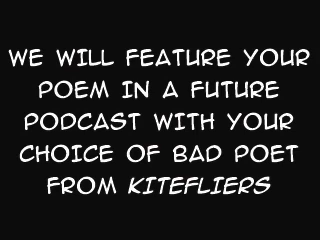 WE WILL FEATURE YOUR
POEM IN A FUTURE
PODCAST WITH YOUR
CHOICE OF BAD POET
FROM KITEFLIERS